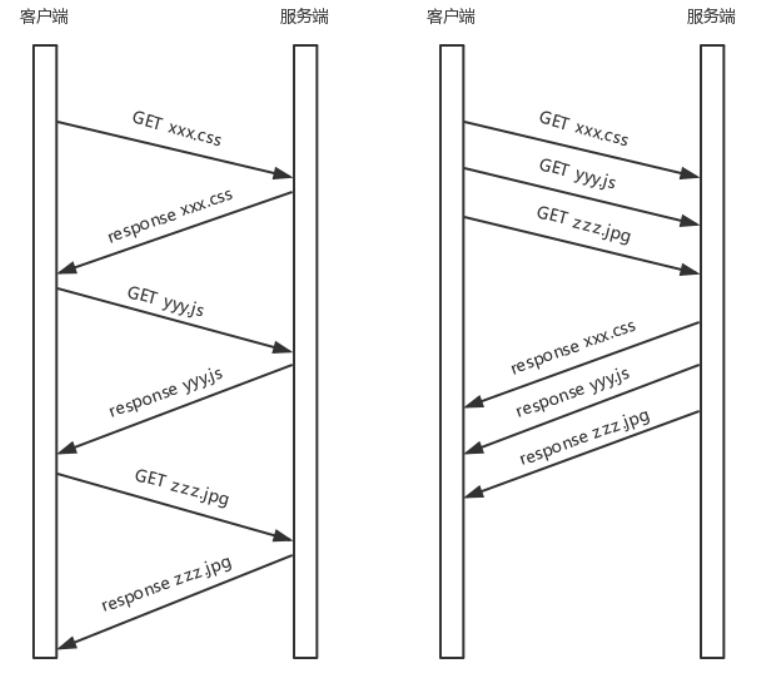 客户端
服务端
GET xxx.css
response xxx.css
GET yyy.js
response yyy.js
GET zzz.jpg
response zzz.jpg
客户端
服务端
GET xxx.css
GET yyy.js
GET zzz.jpg
response xxx.css
response yyy.js
response zzz.jpg